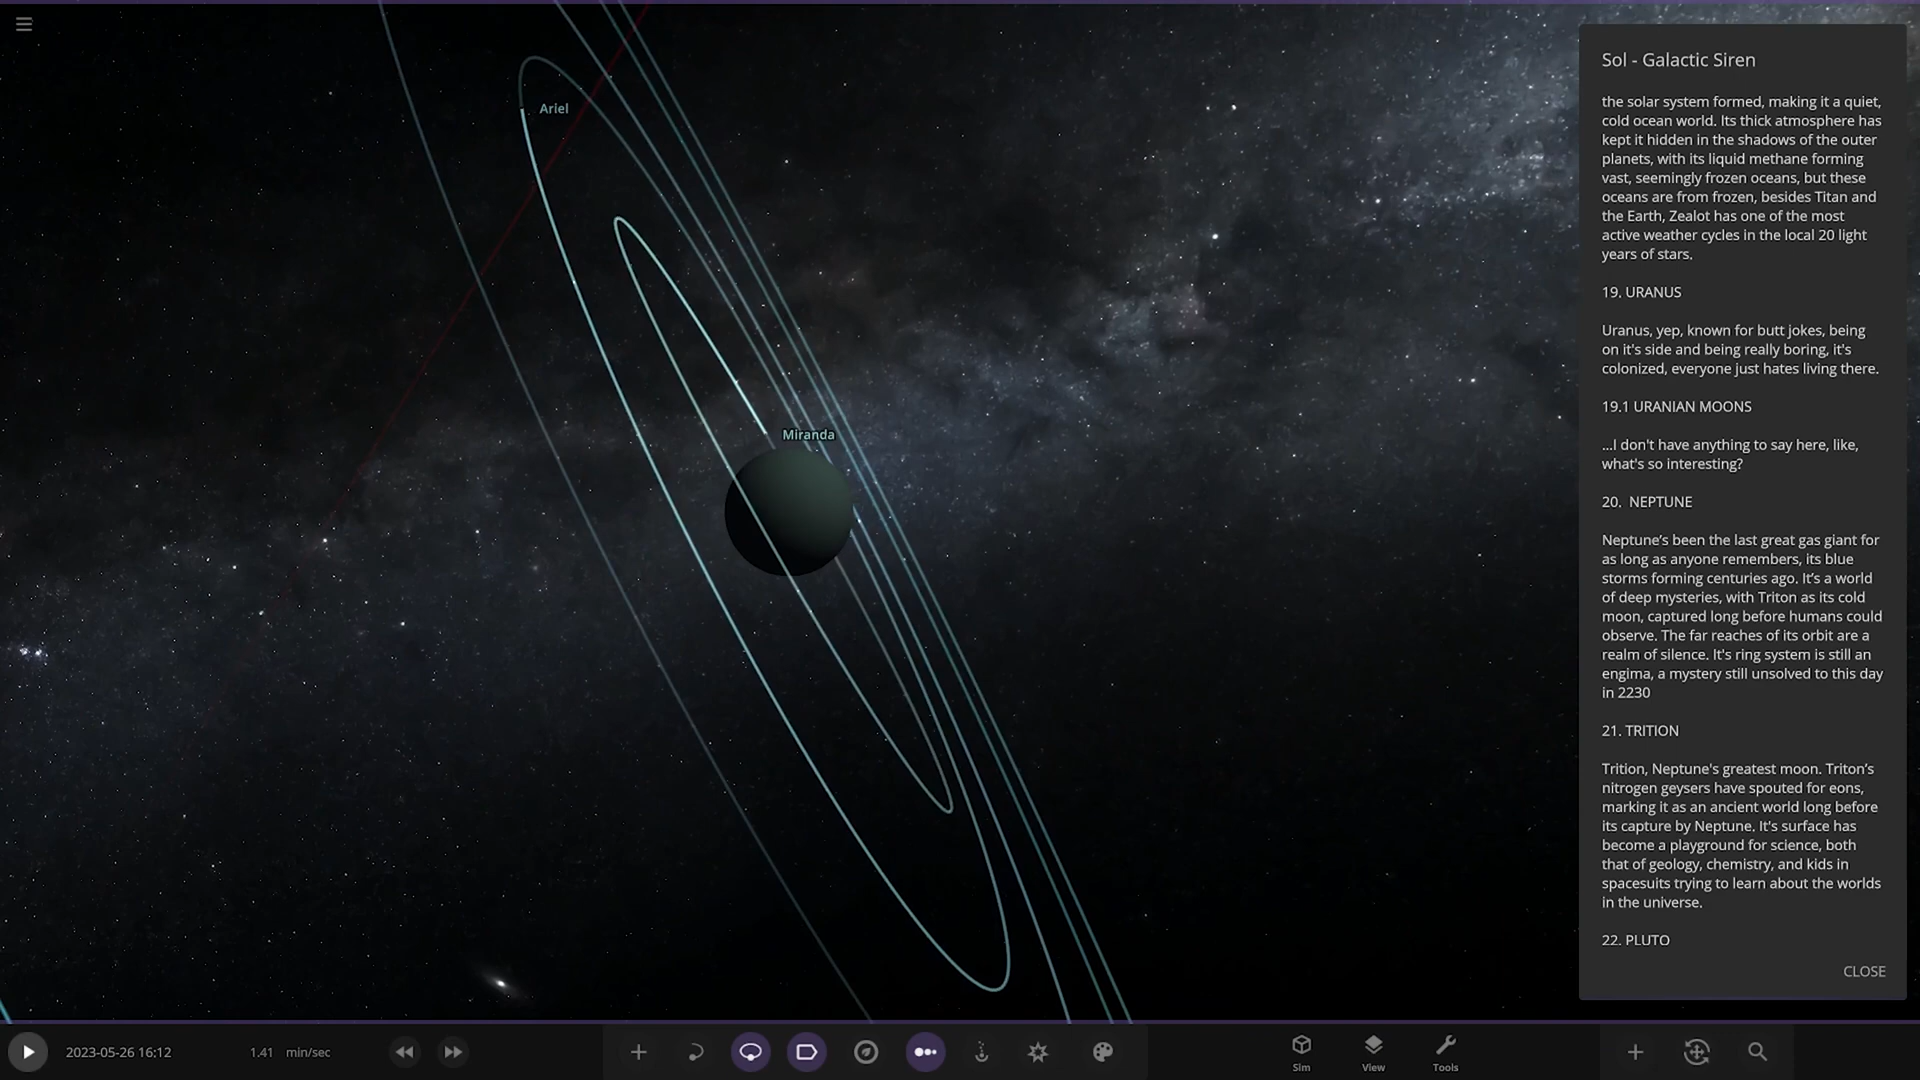 Ariel
Miranda
Sol - Galactic Siren
the solar system formed, making it a quiet,
cold ocean world. Its thick atmosphere has
kept it hidden in the shadows of the outer
planets, with its liquid methane forming
vast, seemingly frozen oceans, but these
oceans are from frozen, besides Titan and
the Earth, Zealot has one of the most
active weather cycles in the local 20 light
years of stars.
19. URANUS
Uranus, yep, known for butt jokes, being
on it's side and being really boring, it's
colonized, everyone just hates living there.
19.1 URANIAN MOONS
...I don't have anything to say here, like,
what's so interesting?
20.  NEPTUNE
Neptune’s been the last great gas giant for
as long as anyone remembers, its blue
storms forming centuries ago. It’s a world
of deep mysteries, with Triton as its cold
moon, captured long before humans could
observe. The far reaches of its orbit are a
realm of silence. It's ring system is still an
engima, a mystery still unsolved to this day
in 2230
21. TRITION
Trition, Neptune's greatest moon. Triton’s
nitrogen geysers have spouted for eons,
marking it as an ancient world long before
its capture by Neptune. It's surface has
become a playground for science, both
that of geology, chemistry, and kids in
spacesuits trying to learn about the worlds
in the universe.
22. PLUTO
CLOSE
2023-05-26 16:12
1.41 min/sec
Sim
View
Tools